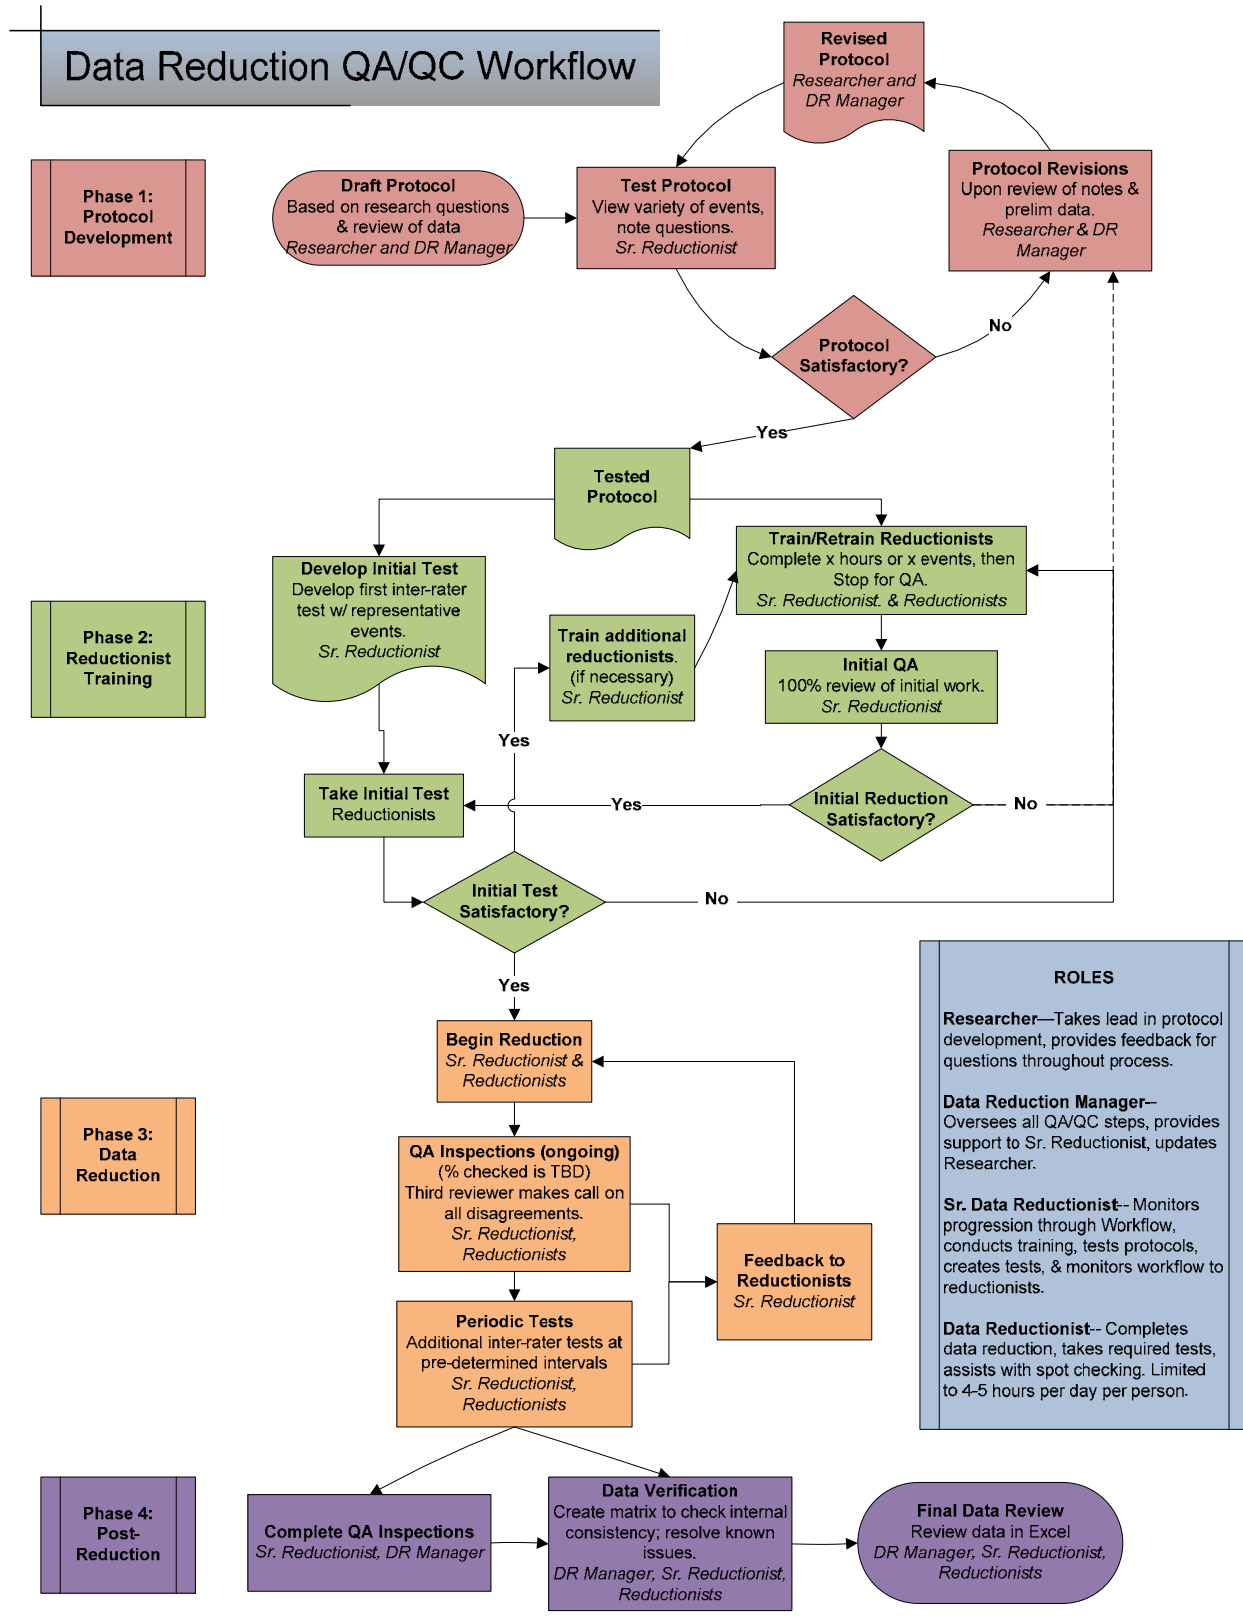 Data Reduction QA/QC Workflow
Revised
Protocol
Researcher and
DR Manager
Phase 1:
Protocol
Development
Draft Protocol
Based on research questions
& review of data
Researcher and DR Manager
Test Protocol
View variety of events,
note questions.
Sr. Reductionist
Protocol Revisions
Upon review of notes &
prelim data.
Researcher & DR
Manager
Protocol
Satisfactory?
No
Yes
Tested
Protocol
Phase 2:
Reductionist
Training
Develop Initial Test
Develop first inter-rater
test w/ representative
events.
Sr. Reductionist
Train/Retrain Reductionists
Complete x hours or x events, then
Stop for QA.
Sr. Reductionist. & Reductionists
Train additional
reductionists.
(if necessary)
Sr. Reductionist
Initial QA
100% review of initial work.
Sr. Reductionist
Yes
Take Initial Test
Reductionists
Yes
Initial Reduction
Satisfactory?
No
Initial Test
Satisfactory?
No
Yes
Phase 3:
Data
Reduction
Begin Reduction
Sr. Reductionist &
Reductionists
QA Inspections (ongoing)
(% checked is TBD)
Third reviewer makes call on
all disagreements.
Sr. Reductionist,
Reductionists
Feedback to
Reductionists
Sr. Reductionist
Periodic Tests
Additional inter-rater tests at
pre-determined intervals
Sr. Reductionist,
Reductionists
ROLES
Researcher—Takes lead in protocol
development, provides feedback for
questions throughout process.
Data Reduction Manager--
Oversees all QA/QC steps, provides
support to Sr. Reductionist, updates
Researcher.
Sr. Data Reductionist-- Monitors
progression through Workflow,
conducts training, tests protocols,
creates tests, & monitors workflow to
reductionists.
Data Reductionist-- Completes
data reduction, takes required tests,
assists with spot checking. Limited
to 4-5 hours per day per person.
Phase 4:
Post-
Reduction
Complete QA Inspections
Sr. Reductionist, DR Manager
Data Verification
Create matrix to check internal
consistency; resolve known
issues.
DR Manager, Sr. Reductionist,
Reductionists
Final Data Review
Review data in Excel
DR Manager, Sr. Reductionist,
Reductionists